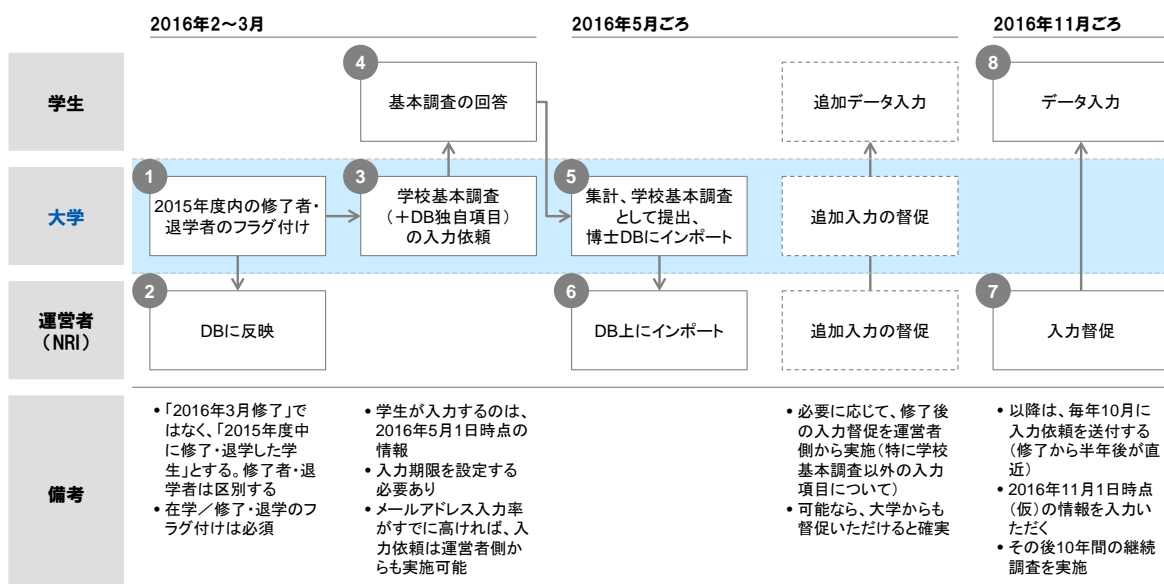 2016年2～3月
2016年5月ごろ
2016年11月ごろ
学生
4
基本調査の回答
追加データ入力
8
データ入力
大学
1
2015年度内の修了者・
退学者のフラグ付け
3
学校基本調査
（＋DB独自項目）
の入力依頼
5
集計、学校基本調査
として提出、
博士DBにインポート
追加入力の督促
運営者
（NRI）
2
DBに反映
6
DB上にインポート
追加入力の督促
7
入力督促
備考
• 「2016年3月修了」で
はなく、「2015年度中
に修了・退学した学
生」とする。修了者・退
学者は区別する
• 在学／修了・退学のフ
ラグ付けは必須
• 学生が入力するのは、
2016年5月1日時点の
情報
• 入力期限を設定する
必要あり
• メールアドレス入力率
がすでに高ければ、入
力依頼は運営者側か
らも実施可能
• 必要に応じて、修了後
の入力督促を運営者
側から実施（特に学校
基本調査以外の入力
項目について）
• 可能なら、大学からも
督促いただけると確実
• 以降は、毎年10月に
入力依頼を送付する
（修了から半年後が直
近）
• 2016年11月1日時点
（仮）の情報を入力い
ただく
• その後10年間の継続
調査を実施